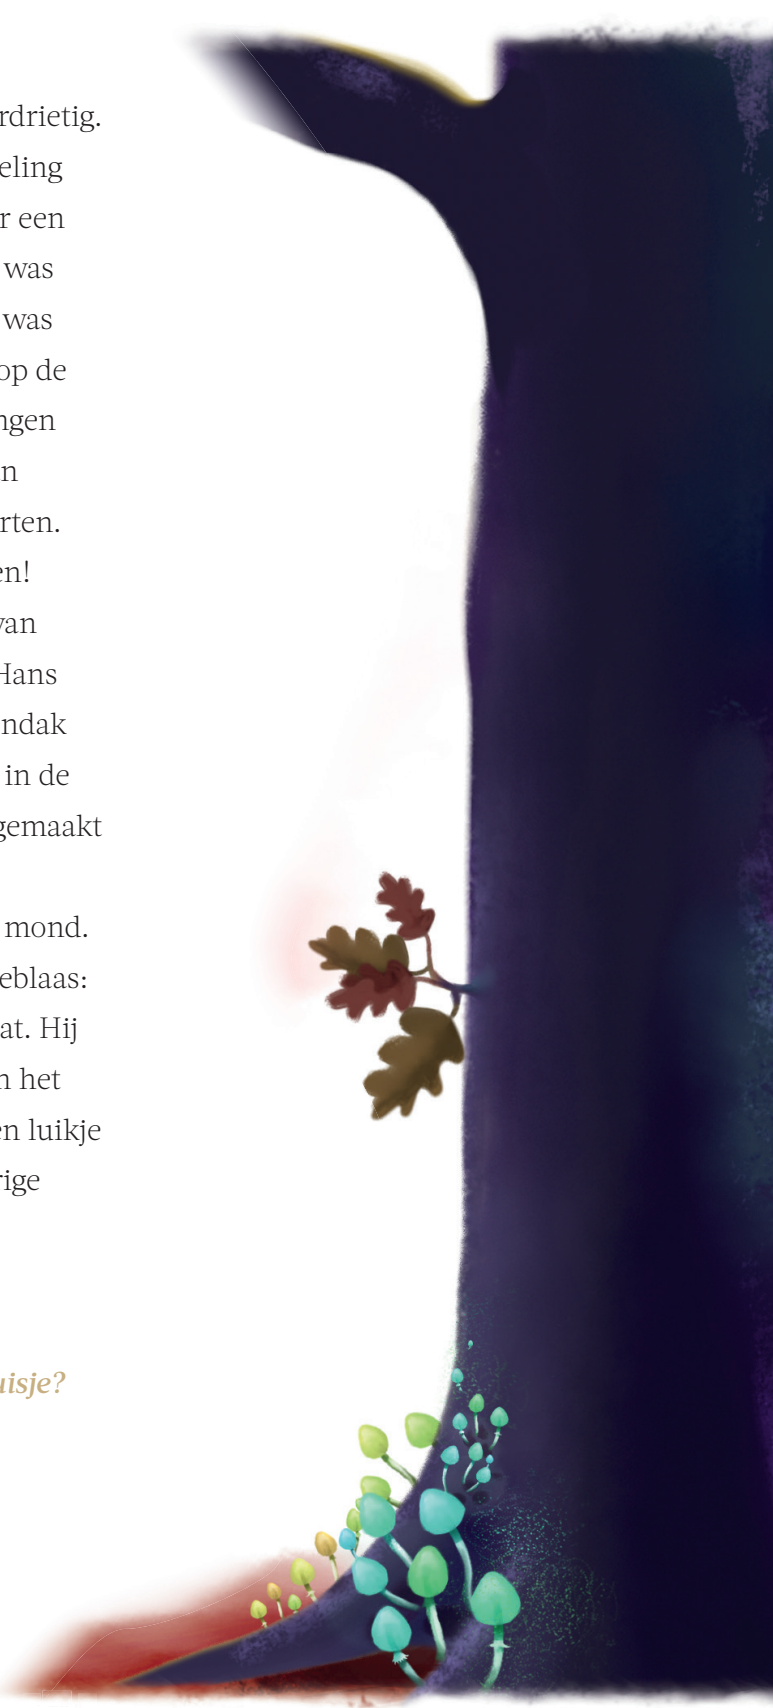 rdrietig.
eling
r een
was
was
op de
ngen
n
rten.
en!
van
Hans
ndak
in de
gemaakt
mond.
eblaas:
at. Hij
n het
en luikje
rige
uisje?